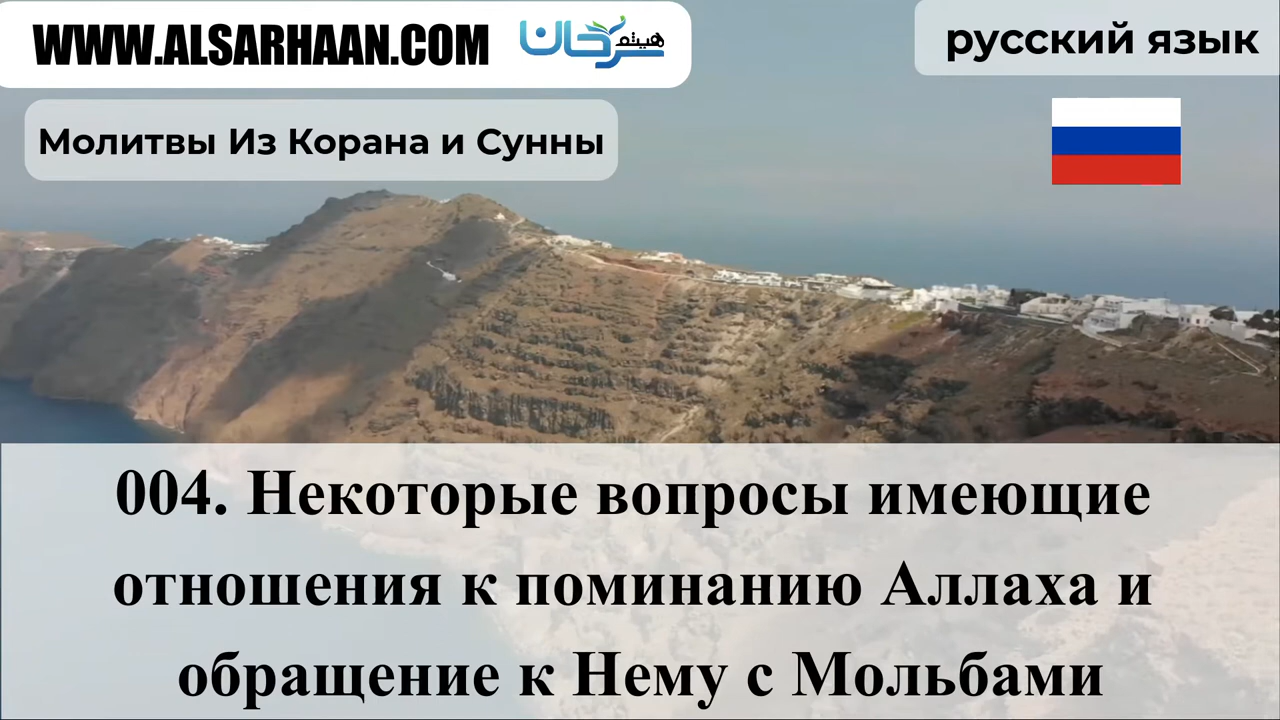 WWW.ALSARHAAN.COM
هيثم سرحان
русский язык
Молитвы Из Корана и Сунны
004. Некоторые вопросы имеющие
отношения к поминанию Аллаха и
обращение к Нему с Мольбами